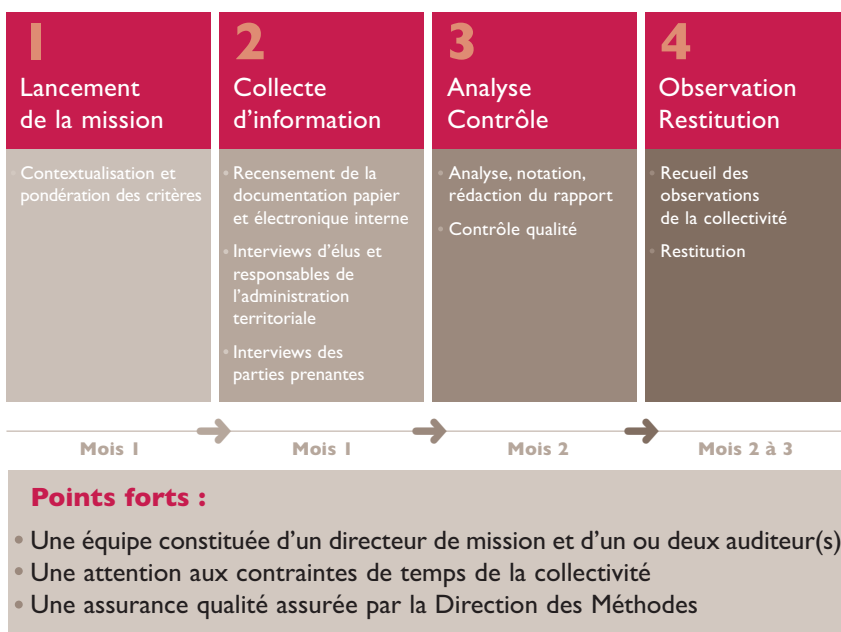 1
Lancement
de la mission
• Contextualisation et
pondération des critères
2
Collecte
d'information
• Recensement de la
documentation papier
et électronique interne
• Interviews d'élus et
responsables de
l'administration
territoriale
• Interviews des
parties prenantes
3
Analyse
Contrôle
• Analyse, notation,
rédaction du rapport
• Contrôle qualité
4
Observation
Restitution
• Recueil des
observations
de la collectivité
• Restitution
Mois 1
Mois 1
Mois 2
Mois 2 à 3
Points forts :
• Une équipe constituée d'un directeur de mission et d'un ou deux auditeur(s)
• Une attention aux contraintes de temps de la collectivité
• Une assurance qualité assurée par la Direction des Méthodes